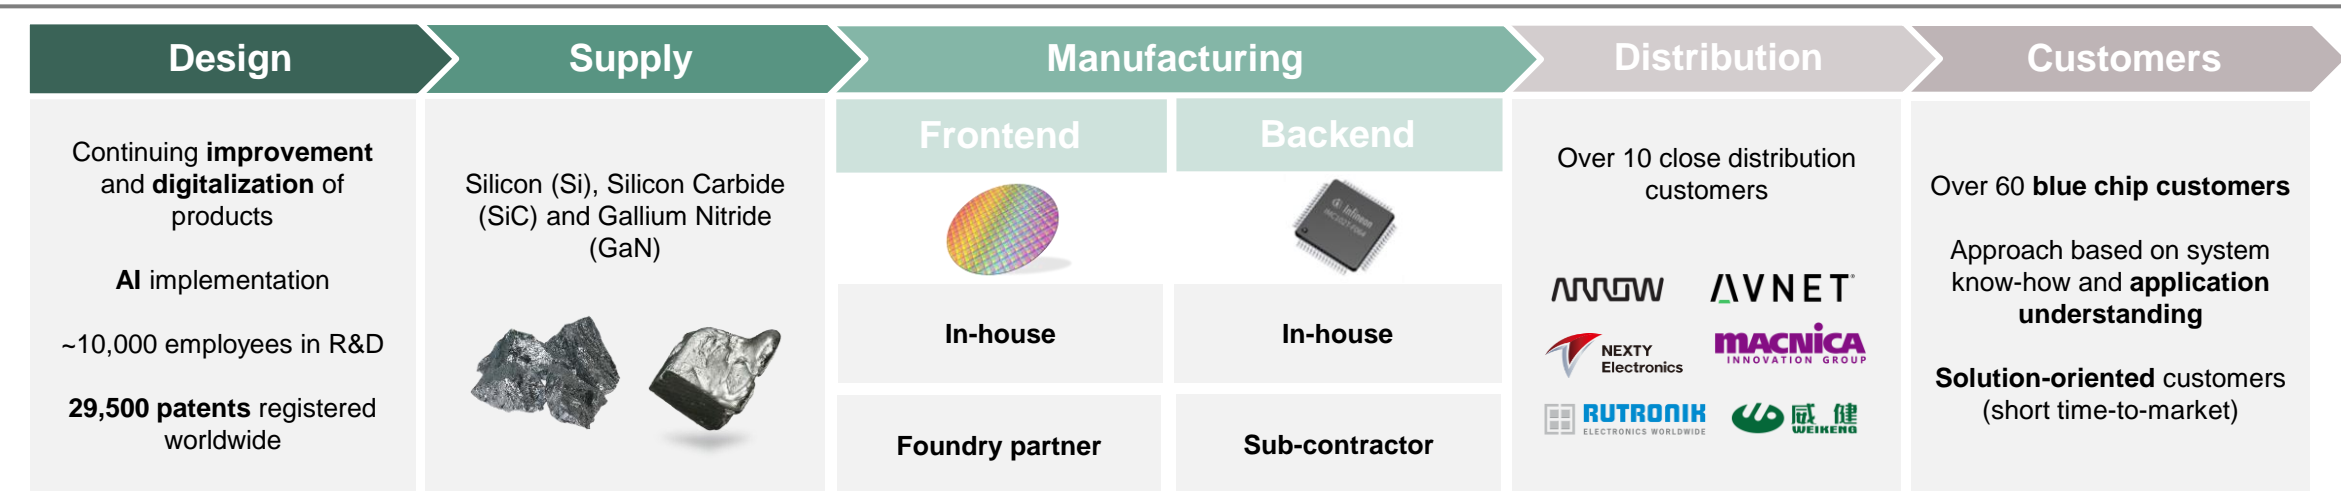 Design
Supply
Manufacturing
Distribution
Customers
Continuing improvement
and digitalization of
products
AI implementation
~10,000 employees in R&D
29,500 patents registered
worldwide
Silicon (Si), Silicon Carbide
(SiC) and Gallium Nitride
(GaN)
Frontend
Backend
Infineon
In-house
In-house
Foundry partner
Sub-contractor
Over 10 close distribution
customers
ARROW
AVNET
NEXTY
Electronics
MACNICA
INNOVATION GROUP
RUTRONIK
ELECTRONICS WORLDWIDE
威健
WEIKENG
Over 60 blue chip customers
Approach based on system
know-how and application
understanding
Solution-oriented customers
(short time-to-market)